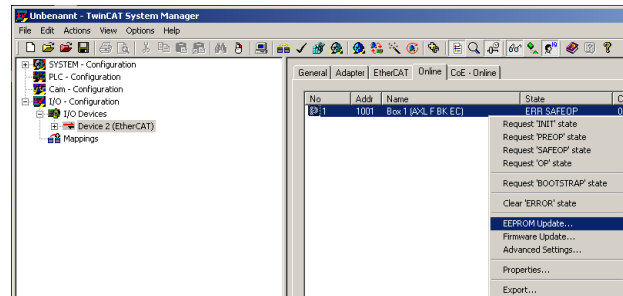 Unbenannt - TwinCAT System Manager
File Edit Actions View Options Help
SYSTEM - Configuration
PLC - Configuration
Cam - Configuration
I/O - Configuration
I/O Devices
Device 2 (EtherCAT)
Mappings
General Adapter EtherCAT Online CoE - Online
No Addr Name State C
1 1001 Box 1 (AXL F BK EC) ERR SAFEOP 0
Request 'INIT' state
Request 'PREOP' state
Request 'SAFEOP' state
Request 'OP' state
Request 'BOOTSTRAP' state
Clear 'ERROR' state
EEPROM Update...
Firmware Update...
Advanced Settings...
Properties...
Export...